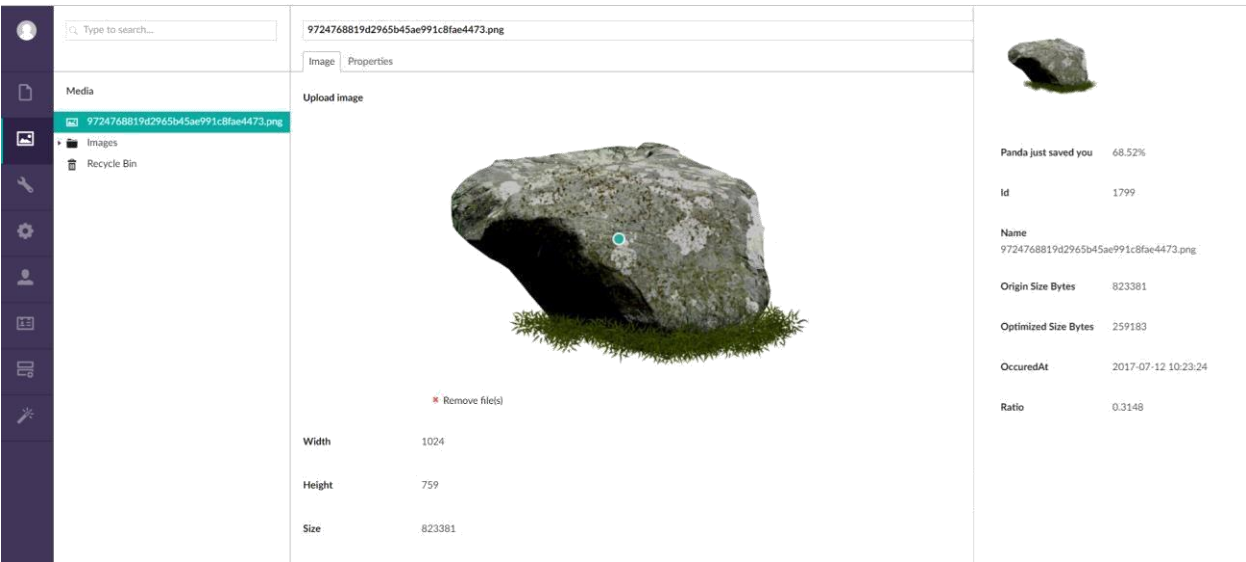 Type to search...
Media
9724768819d2965b45ae991c8fae4473.png
Images
Recycle Bin
9724768819d2965b45ae991c8fae4473.png
Image Properties
Upload image
Remove file(s)
Width 1024
Height 759
Size 823381
Panda just saved you 68.52%
Id 1799
Name
9724768819d2965b45ae991c8fae4473.png
Origin Size Bytes 823381
Optimized Size Bytes 259183
OccuredAt 2017-07-12 10:23:24
Ratio 0.3148